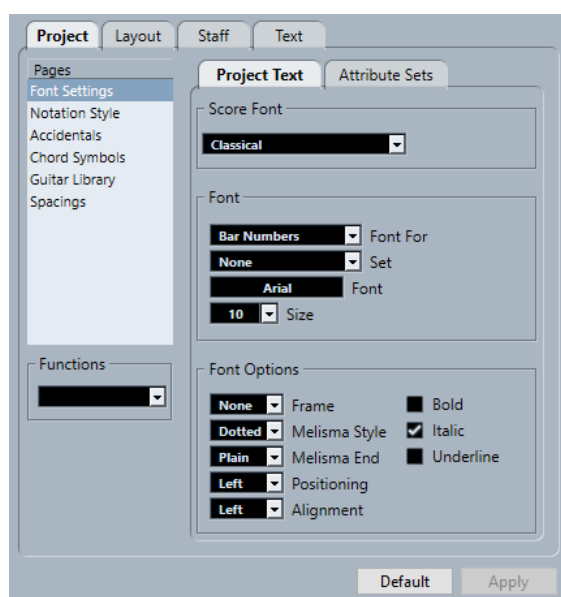 Project Layout Staff Text
Pages
Font Settings
Notation Style
Accidentals
Chord Symbols
Guitar Library
Spacings
Functions
Project Text Attribute Sets
Score Font
Classical
Font
Bar Numbers Font For
None Set
Arial Font
10 Size
Font Options
None Frame Bold
Dotted Melisma Style Italic
Plain Melisma End Underline
Left Positioning
Left Alignment
Default Apply